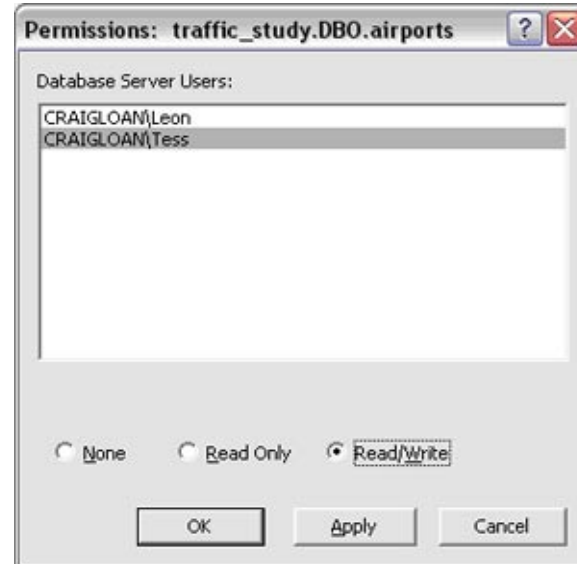 Permissions: traffic_study.DBO.airports
Database Server Users:
CRAIGLOAN\Leon
CRAIGLOAN\Tess
None Read Only Read/Write
OK Apply Cancel